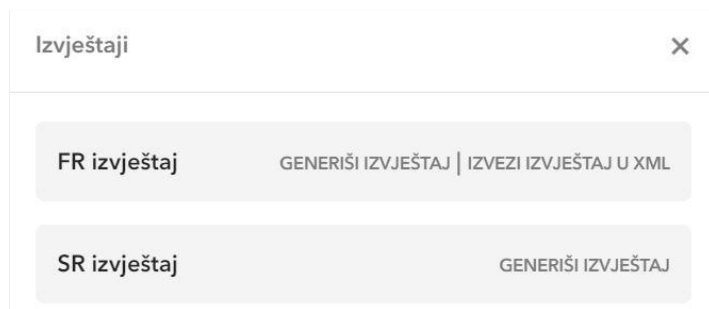 Izvještaji
FR izvještaj GENERIŠI IZVJEŠTAJ | IZVEZI IZVJEŠTAJ U XML
SR izvještaj GENERIŠI IZVJEŠTAJ